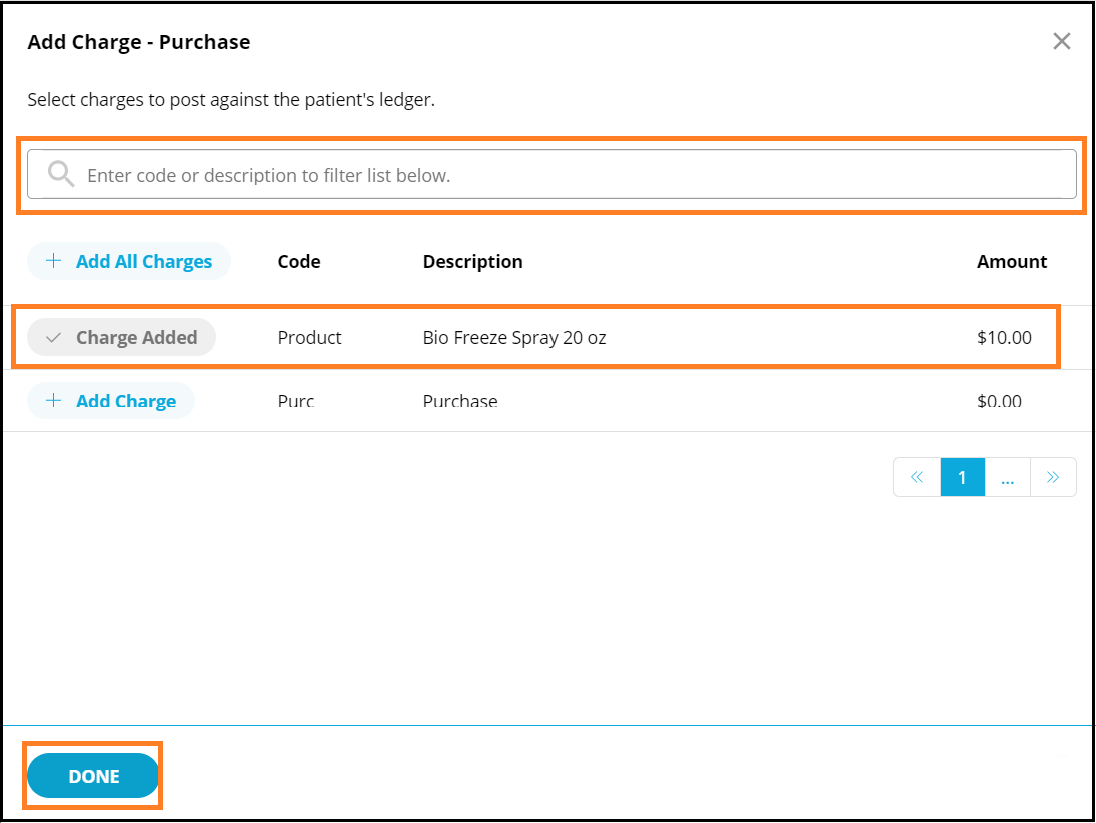 Add Charge - Purchase
Select charges to post against the patient's ledger.
Enter code or description to filter list below.
Add All Charges Code Description Amount
Charge Added Product Bio Freeze Spray 20 oz $10.00
Add Charge Purc Purchase $0.00
« 1 ... »
DONE